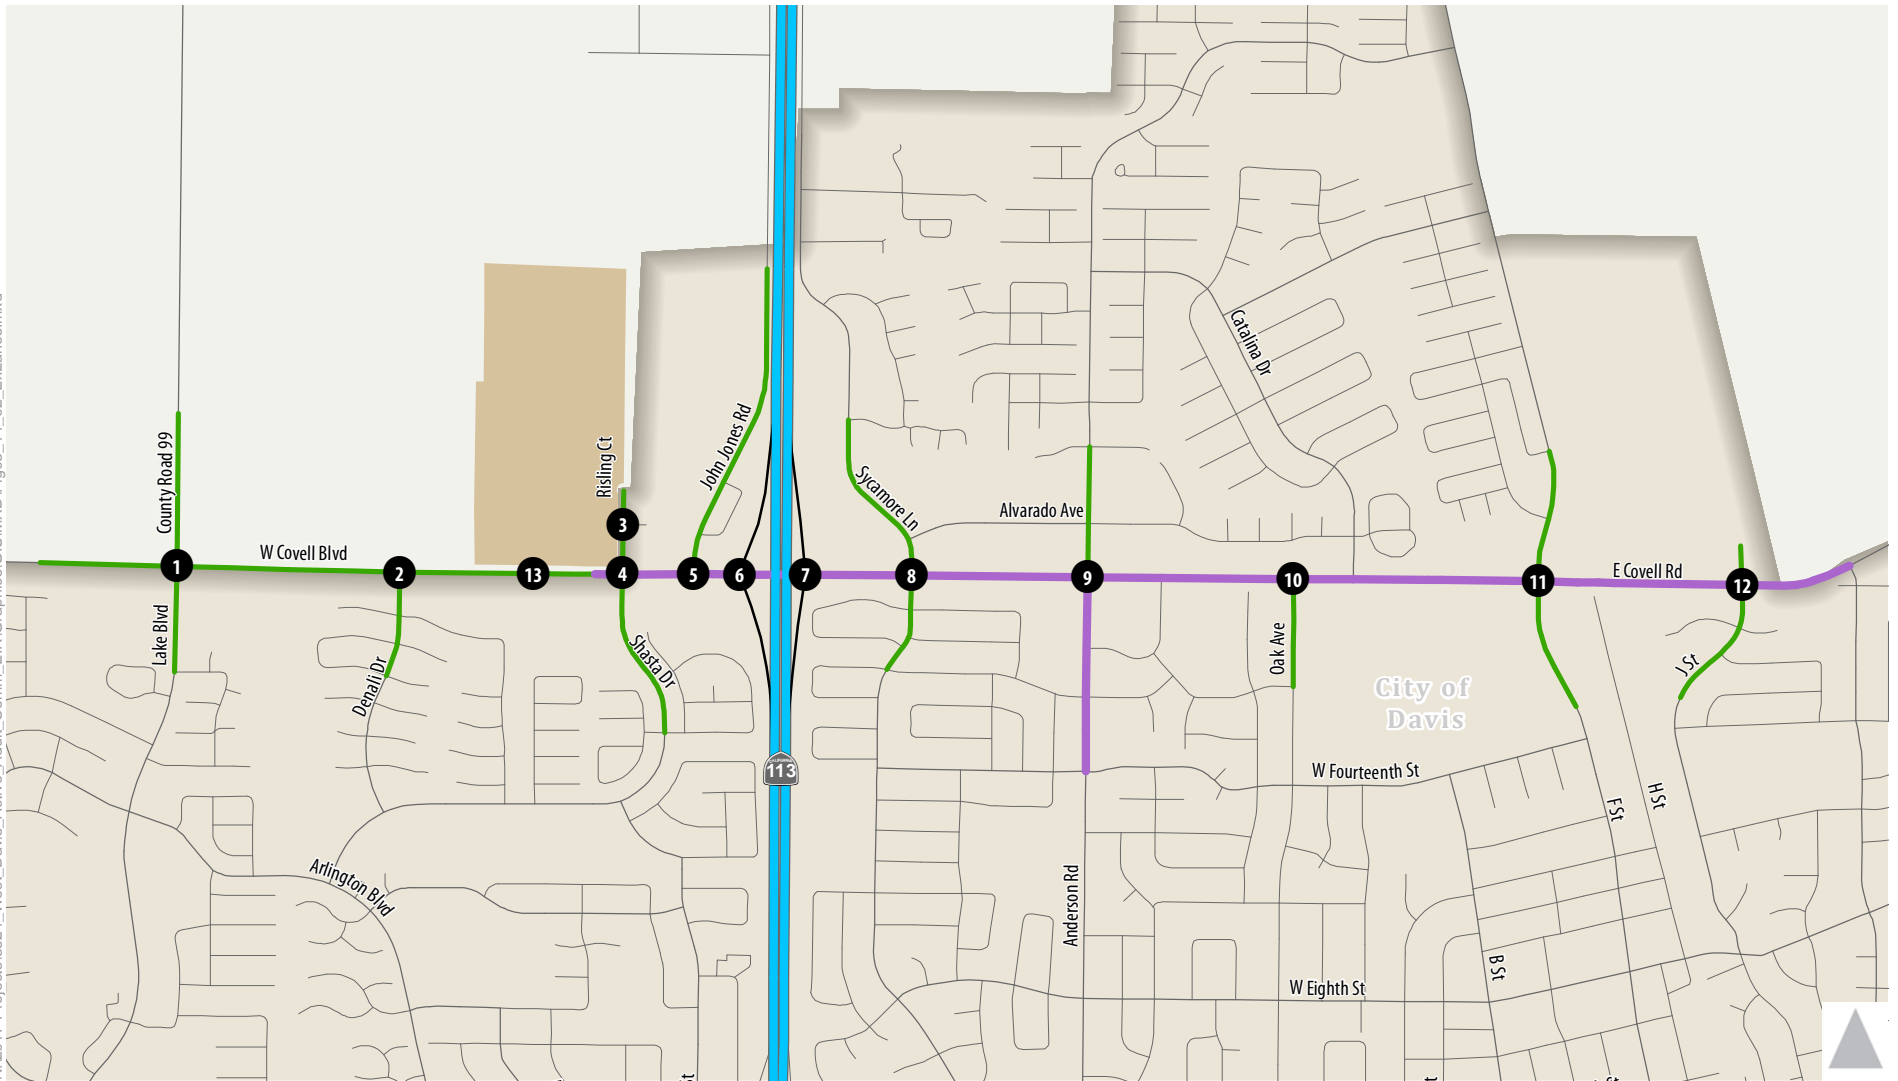 County Road 99
Risling Ct
John Jones Rd
Sycamore Ln
Catalina Dr
Alvarado Ave
W Covell Blvd
E Covell Rd
1
2
13
3
4
5
6
7
8
9
10
11
12
Lake Blvd
Denali Dr
Shasta Dr
Oak Ave
J St
City of
Davis
CALIFORNIA
113
W Fourteenth St
F St
H St
Arlington Blvd
Anderson Rd
B St
W Eighth St